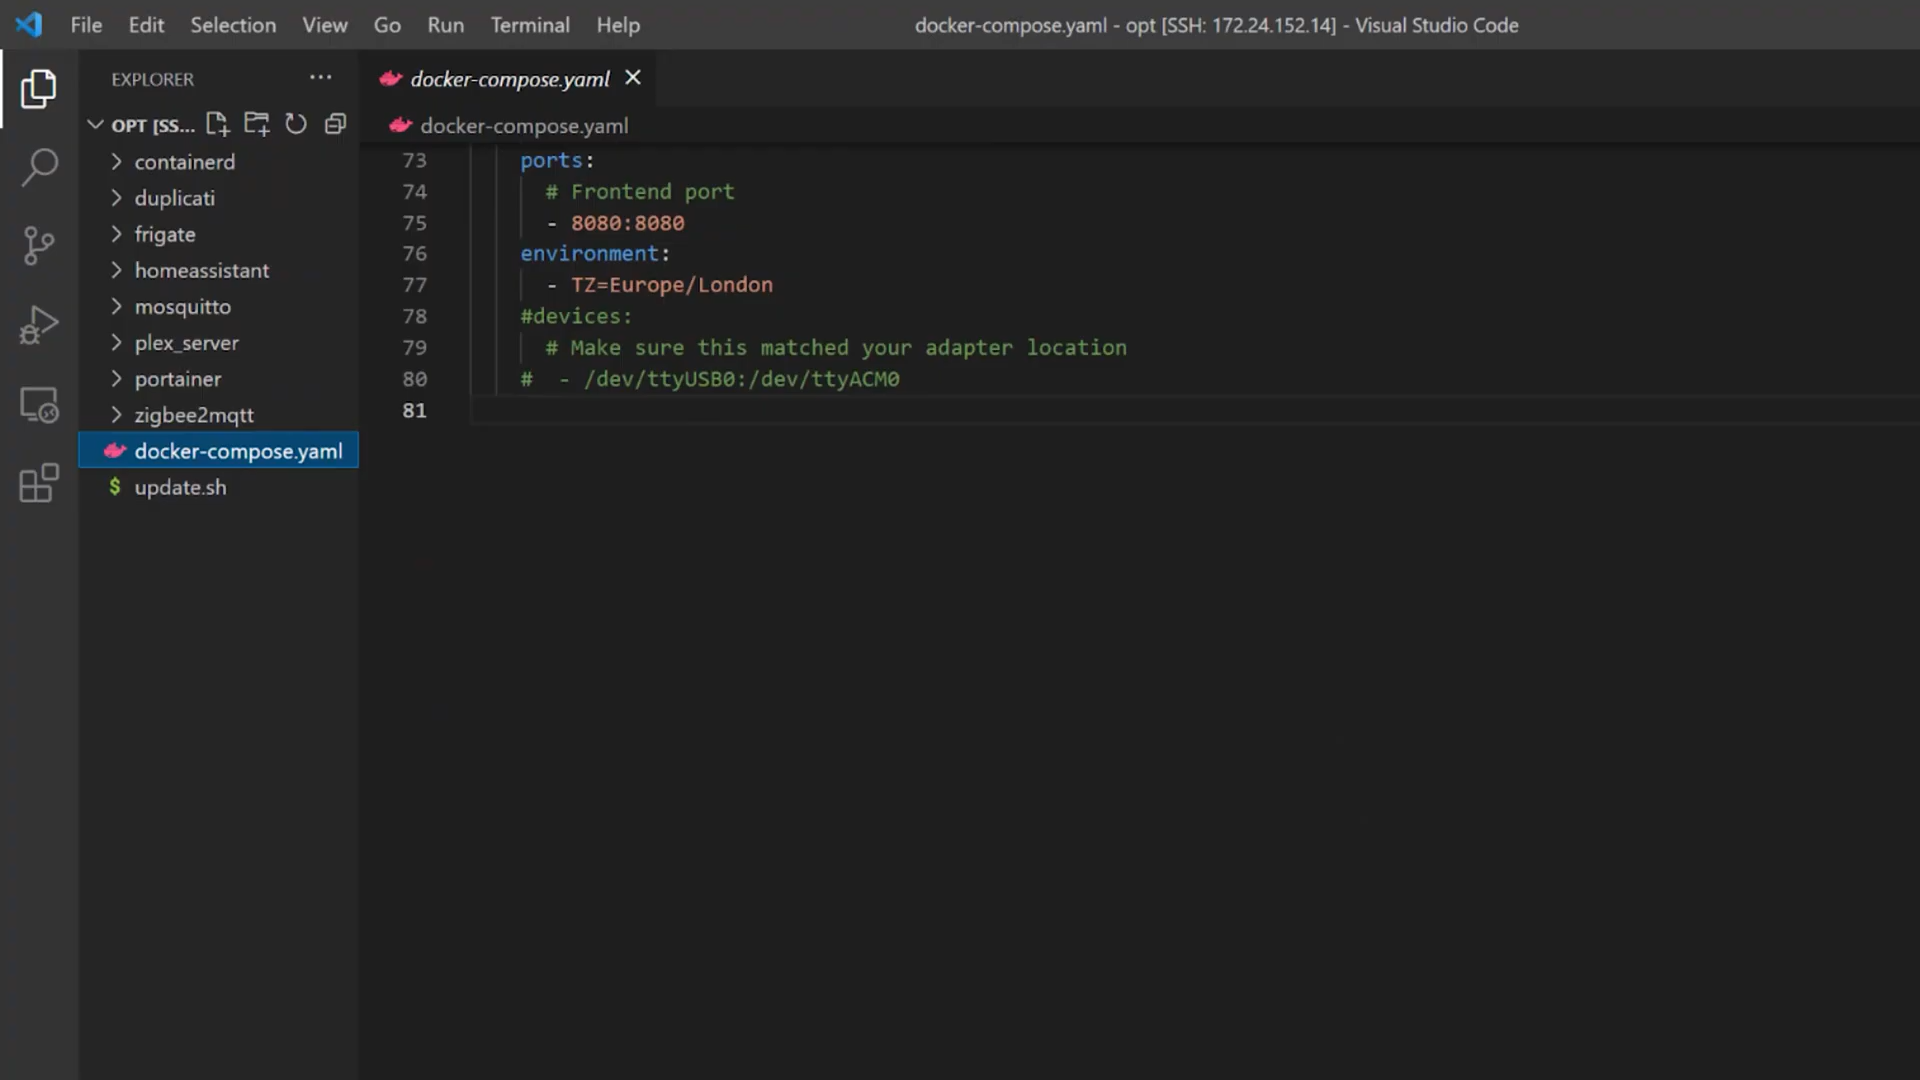 File Edit Selection View Go Run Terminal Help
docker-compose.yaml - opt [SSH: 172.24.152.14] - Visual Studio Code
EXPLORER
docker-compose.yaml
OPT [SS...
docker-compose.yaml
containerd
duplicati
frigate
homeassistant
mosquitto
plex_server
portainer
zigbee2mqtt
docker-compose.yaml
$ update.sh
73 ports:
74 # Frontend port
75 - 8080:8080
76 environment:
77 - TZ=Europe/London
78 #devices:
79 # Make sure this matched your adapter location
80 #  - /dev/ttyUSB0:/dev/ttyACM0
81